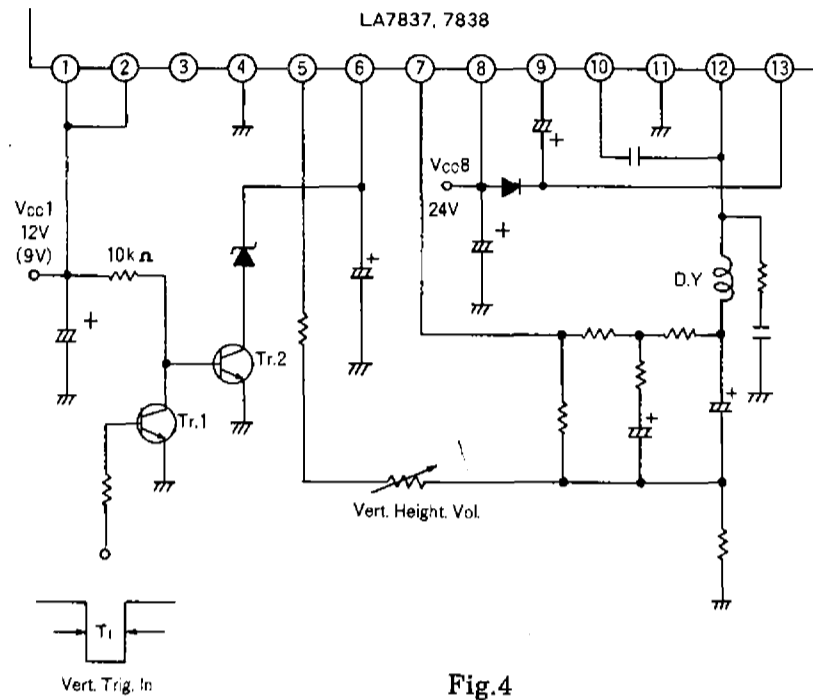 LA7837, 7838
1 2 3 4 5 6 7 8 9 10 11 12 13
Vcc1
12V
(9V)
10kΩ
Vcc8
24V
D.Y
Tr.2
Tr.1
Vert. Height. Vol.
T1
Vert. Trig. In
Fig.4